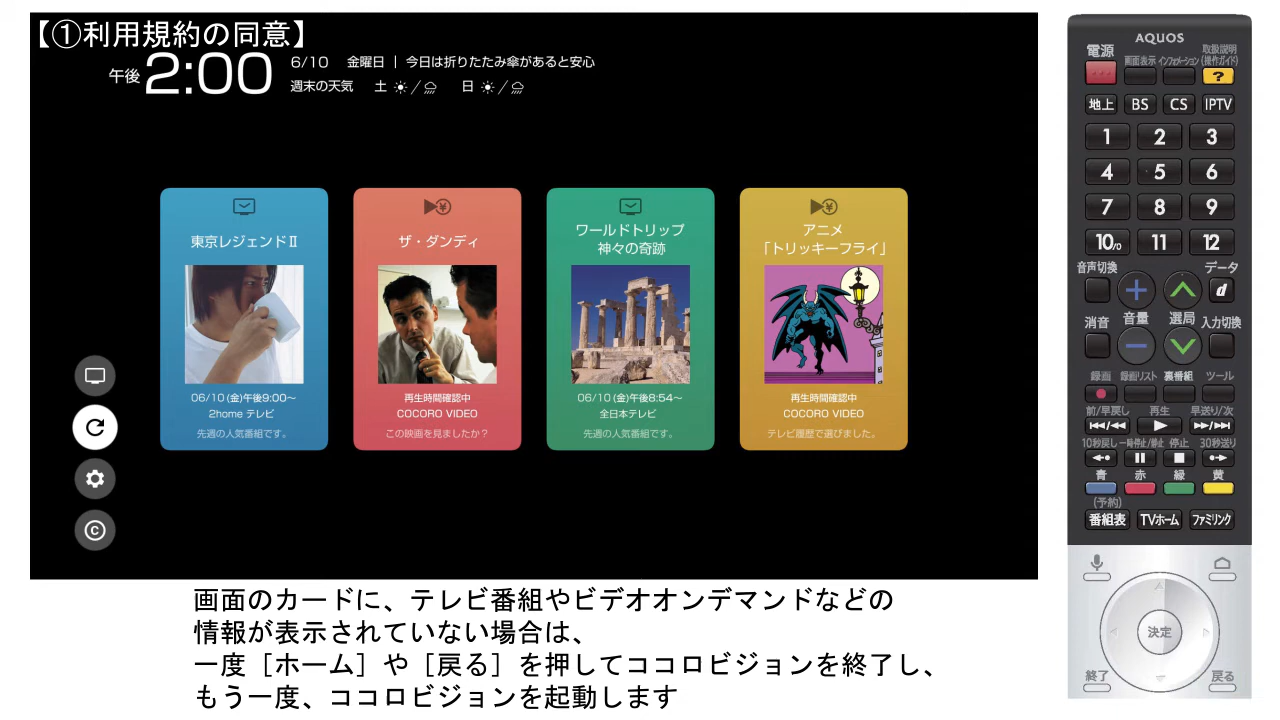 【①利用規約の同意】
午後 2:00
6/10 金曜日 | 今日は折りたたみ傘があると安心
週末の天気 土 / 日 /
東京レジェンドⅡ
06/10(金)午後9:00〜
2home テレビ
先週の人気番組です。
ザ・ダンディ
再生時間確認中
COCORO VIDEO
この映画を見ましたか?
ワールドトリップ
神々の奇跡
06/10(金)午後8:54〜
全日本テレビ
先週の人気番組です。
アニメ
「トリッキーフライ」
再生時間確認中
COCORO VIDEO
テレビ履歴で選びました。
画面のカードに、テレビ番組やビデオオンデマンドなどの
情報が表示されていない場合は、
一度［ホーム］や［戻る］を押してココロビジョンを終了し、
もう一度、ココロビジョンを起動します
AQUOS
電源 画面表示 インフォメーション 取扱説明(操作ガイド)
?
地上 BS CS IPTV
1 2 3
4 5 6
7 8 9
10/0 11 12
音声切換 データ
+ d
消音 音量 選局 入力切換
録画 録画リスト 裏番組 ツール
前/早戻し 再生 早送り/次
10秒戻し 一時停止/静止 停止 30秒送り
青 赤 緑 黄
(予約)
番組表 TVホーム ファミリンク
決定
終了 戻る